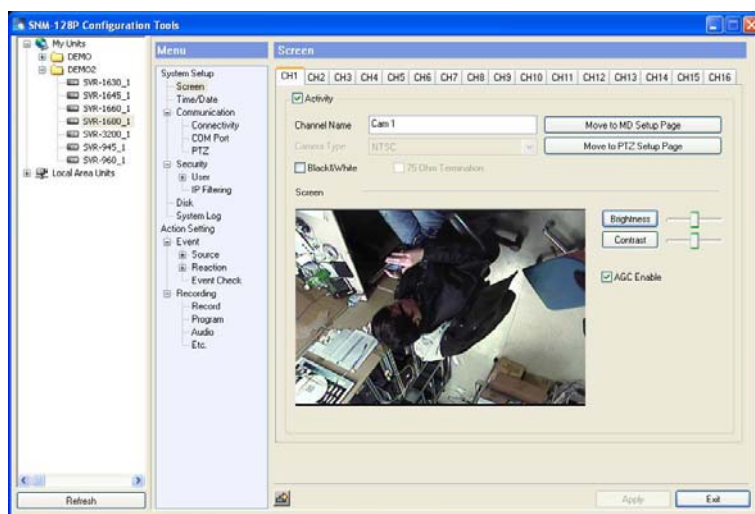 SNM-128P Configuration Tools
My Units
DEMO
DEMO2
SVR-1630_1
SVR-1645_1
SVR-1660_1
SVR-1680_1
SVR-3200_1
SVR-945_1
SVR-960_1
Local Area Units
Refresh
Menu
System Setup
Screen
Time/Date
Communication
Connectivity
COM Port
PTZ
Security
User
IP Filtering
Disk
System Log
Action Setting
Event
Source
Reaction
Event Check
Recording
Record
Program
Audio
Etc.
Screen
CH1 CH2 CH3 CH4 CH5 CH6 CH7 CH8 CH9 CH10 CH11 CH12 CH13 CH14 CH15 CH16
Activity
Channel Name Cam 1 Move to MD Setup Page
Camera Type NTSC Move to PTZ Setup Page
Black&White 75 Ohm Termination
Screen
Brightness
Contrast
AGC Enable
Apply Exit